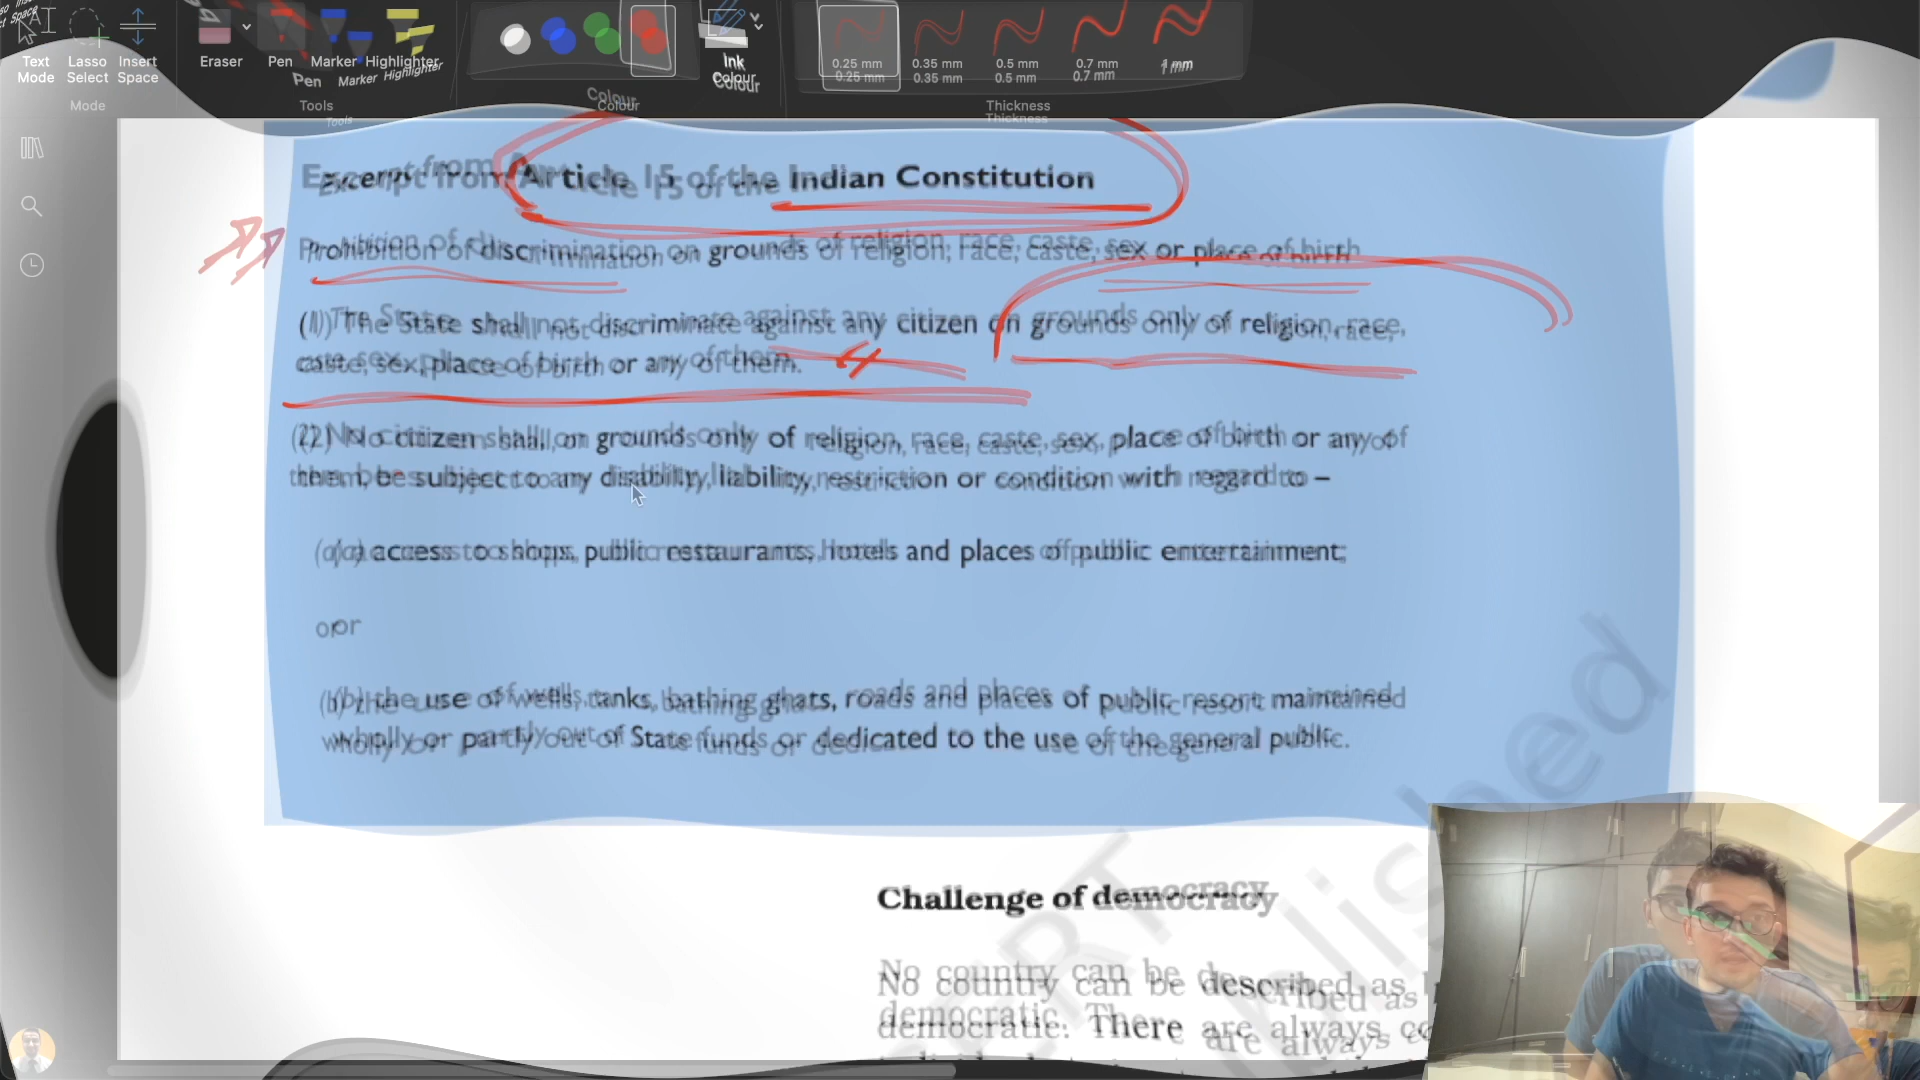 Text Mode
Lasso Select
Insert Space
Eraser
Pen
Marker
Highlighter
Ink Colour
0.25 mm
0.35 mm
0.5 mm
0.7 mm
1 mm
Mode
Tools
Colour
Thickness
Excerpt from Article 15 of the Indian Constitution
Prohibition of discrimination on grounds of religion, race, caste, sex or place of birth
(1) The State shall not discriminate against any citizen on grounds only of religion, race,
caste, sex, place of birth or any of them.
(2) No citizen shall, on grounds only of religion, race, caste, sex, place of birth or any of
them, be subject to any disability, liability, restriction or condition with regard to –
(a) access to shops, public restaurants, hotels and places of public entertainment;
or
(b) the use of wells, tanks, bathing ghats, roads and places of public resort maintained
wholly or partly out of State funds or dedicated to the use of the general public.
Challenge of democracy
No country can be described as
democratic. There are always